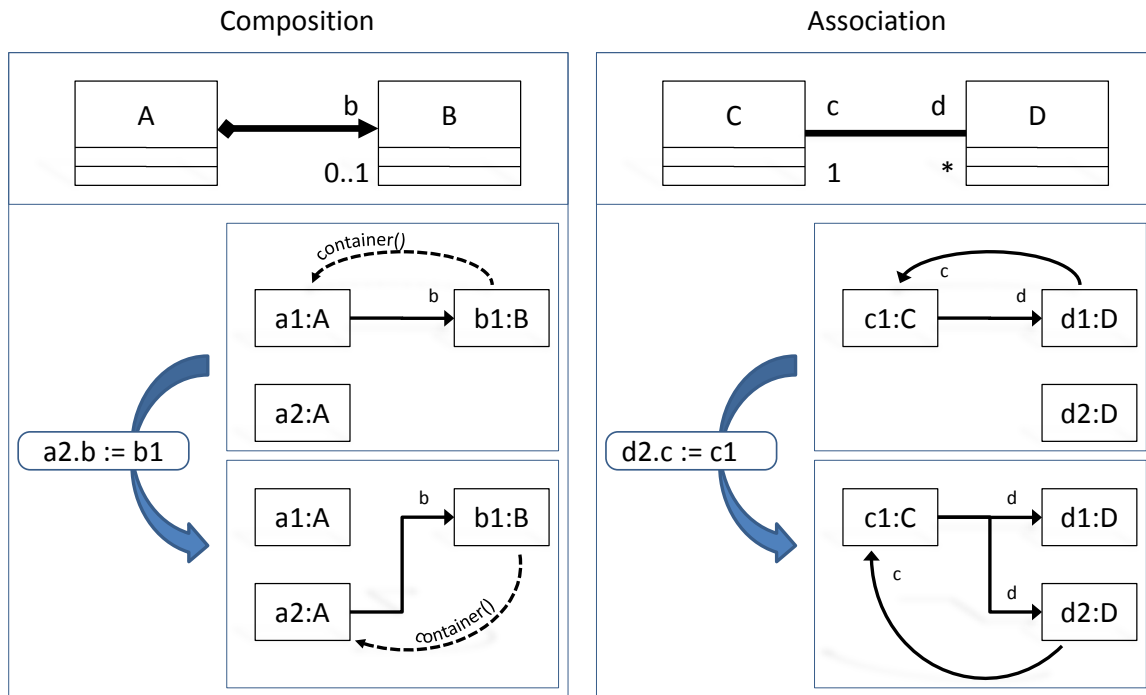 Composition
A
b
B
0..1
container()
b
a1:A
b1:B
a2:A
a2.b := b1
b
a1:A
b1:B
a2:A
container()
Association
C
c
d
D
1
*
c
d
c1:C
d1:D
d2:D
d2.c := c1
d
c1:C
d1:D
c
d
d2:D